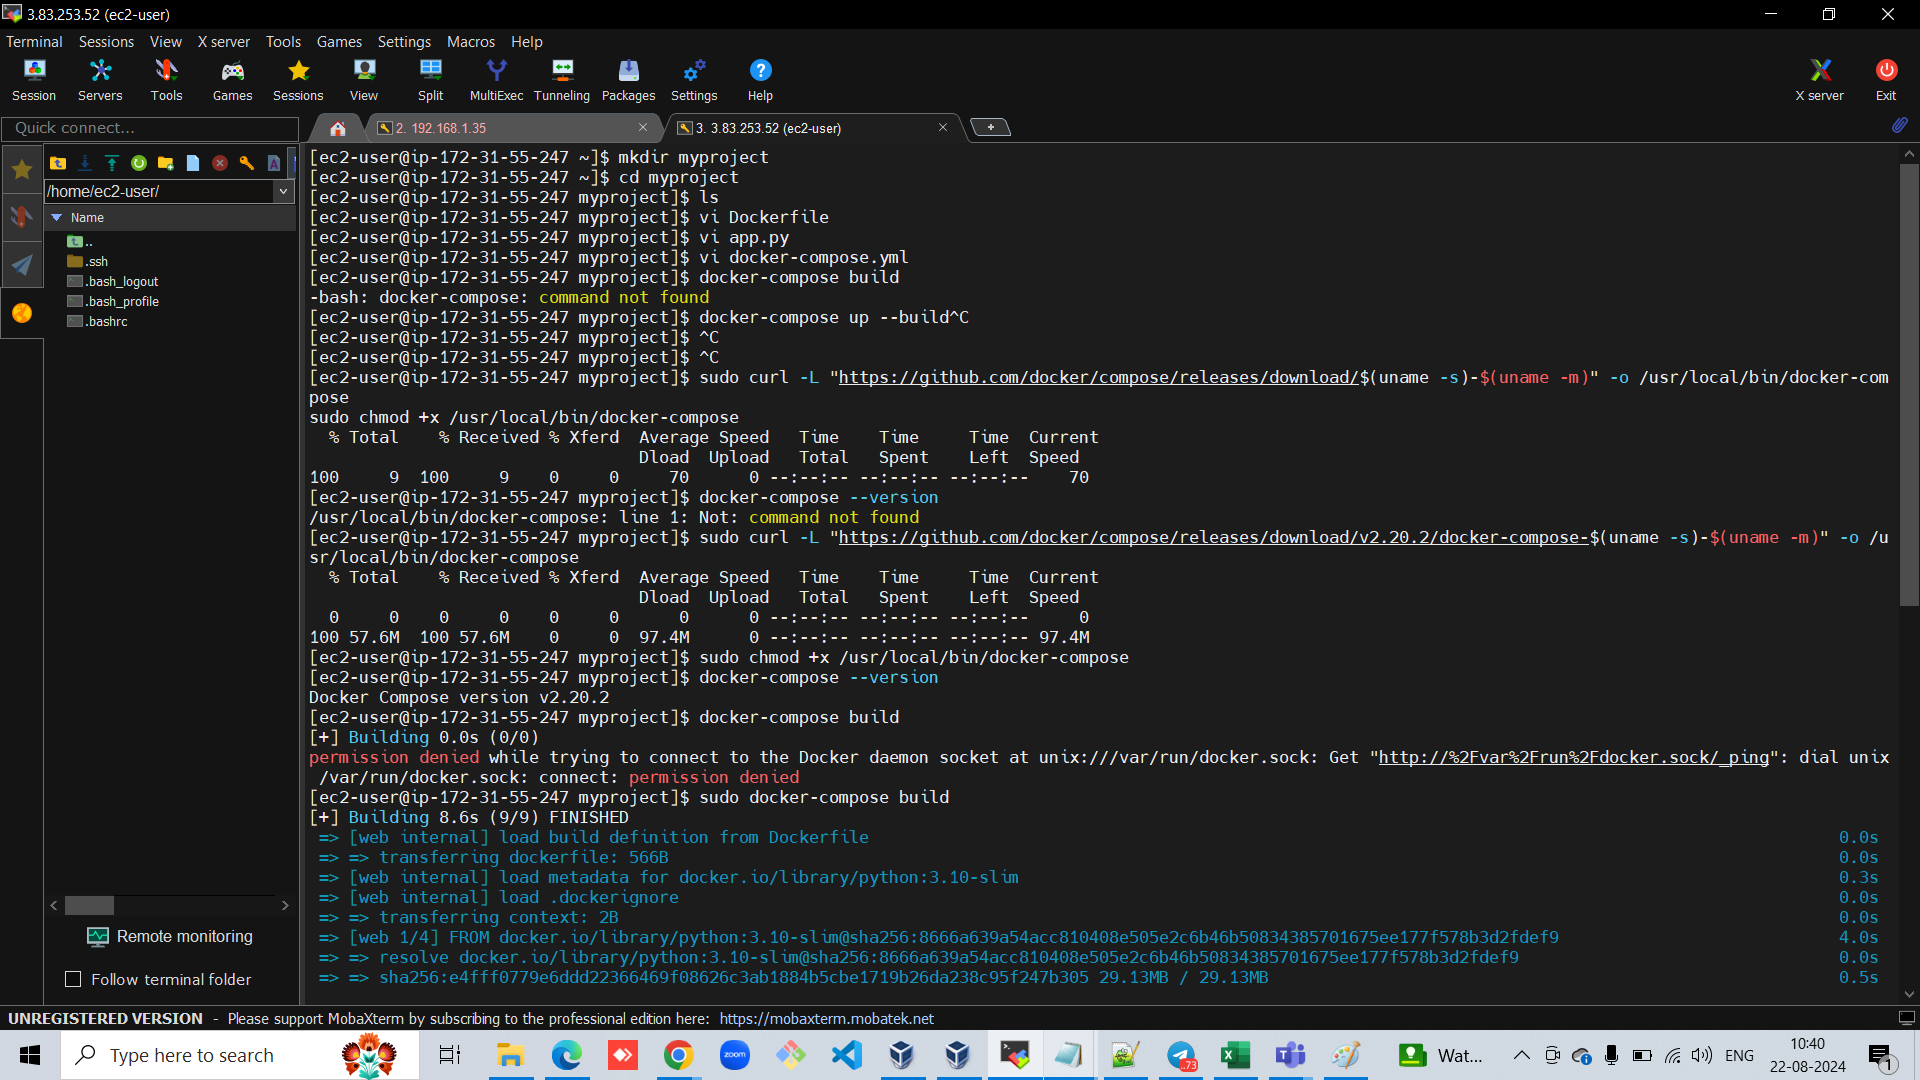 3.83.253.52 (ec2-user)
Terminal Sessions View X server Tools Games Settings Macros Help
Session Servers Tools Games Sessions View Split MultiExec Tunneling Packages Settings Help X server Exit
Quick connect...
2. 192.168.1.35
3. 3.83.253.52 (ec2-user)
/home/ec2-user/
Name
..
.ssh
.bash_logout
.bash_profile
.bashrc
[ec2-user@ip-172-31-55-247 ~]$ mkdir myproject
[ec2-user@ip-172-31-55-247 ~]$ cd myproject
[ec2-user@ip-172-31-55-247 myproject]$ ls
[ec2-user@ip-172-31-55-247 myproject]$ vi Dockerfile
[ec2-user@ip-172-31-55-247 myproject]$ vi app.py
[ec2-user@ip-172-31-55-247 myproject]$ vi docker-compose.yml
[ec2-user@ip-172-31-55-247 myproject]$ docker-compose build
-bash: docker-compose: command not found
[ec2-user@ip-172-31-55-247 myproject]$ docker-compose up --build^C
[ec2-user@ip-172-31-55-247 myproject]$ ^C
[ec2-user@ip-172-31-55-247 myproject]$ ^C
[ec2-user@ip-172-31-55-247 myproject]$ sudo curl -L "https://github.com/docker/compose/releases/download/$(uname -s)-$(uname -m)" -o /usr/local/bin/docker-com
pose
sudo chmod +x /usr/local/bin/docker-compose
% Total % Received % Xferd Average Speed Time Time Time Current
Dload Upload Total Spent Left Speed
100 9 100 9 0 0 70 0 --:--:-- --:--:-- --:--:-- 70
[ec2-user@ip-172-31-55-247 myproject]$ docker-compose --version
/usr/local/bin/docker-compose: line 1: Not: command not found
[ec2-user@ip-172-31-55-247 myproject]$ sudo curl -L "https://github.com/docker/compose/releases/download/v2.20.2/docker-compose-$(uname -s)-$(uname -m)" -o /u
sr/local/bin/docker-compose
% Total % Received % Xferd Average Speed Time Time Time Current
Dload Upload Total Spent Left Speed
0 0 0 0 0 0 0 0 --:--:-- --:--:-- --:--:-- 0
100 57.6M 100 57.6M 0 0 97.4M 0 --:--:-- --:--:-- --:--:-- 97.4M
[ec2-user@ip-172-31-55-247 myproject]$ sudo chmod +x /usr/local/bin/docker-compose
[ec2-user@ip-172-31-55-247 myproject]$ docker-compose --version
Docker Compose version v2.20.2
[ec2-user@ip-172-31-55-247 myproject]$ docker-compose build
[+] Building 0.0s (0/0)
permission denied while trying to connect to the Docker daemon socket at unix:///var/run/docker.sock: Get "http://%2Fvar%2Frun%2Fdocker.sock/_ping": dial unix
/var/run/docker.sock: connect: permission denied
[ec2-user@ip-172-31-55-247 myproject]$ sudo docker-compose build
[+] Building 8.6s (9/9) FINISHED
=> [web internal] load build definition from Dockerfile 0.0s
=> => transferring dockerfile: 566B 0.0s
=> [web internal] load metadata for docker.io/library/python:3.10-slim 0.3s
=> [web internal] load .dockerignore 0.0s
=> => transferring context: 2B 0.0s
=> [web 1/4] FROM docker.io/library/python:3.10-slim@sha256:8666a639a54acc810408e505e2c6b46b50834385701675ee177f578b3d2fdef9 4.0s
=> => resolve docker.io/library/python:3.10-slim@sha256:8666a639a54acc810408e505e2c6b46b50834385701675ee177f578b3d2fdef9 0.0s
=> => sha256:e4fff0779e6ddd22366469f08626c3ab1884b5cbe1719b26da238c95f247b305 29.13MB / 29.13MB 0.5s
Remote monitoring
Follow terminal folder
UNREGISTERED VERSION - Please support MobaXterm by subscribing to the professional edition here: https://mobaxterm.mobatek.net
Type here to search
zoom
..73
Wat...
ENG
10:40
22-08-2024
1